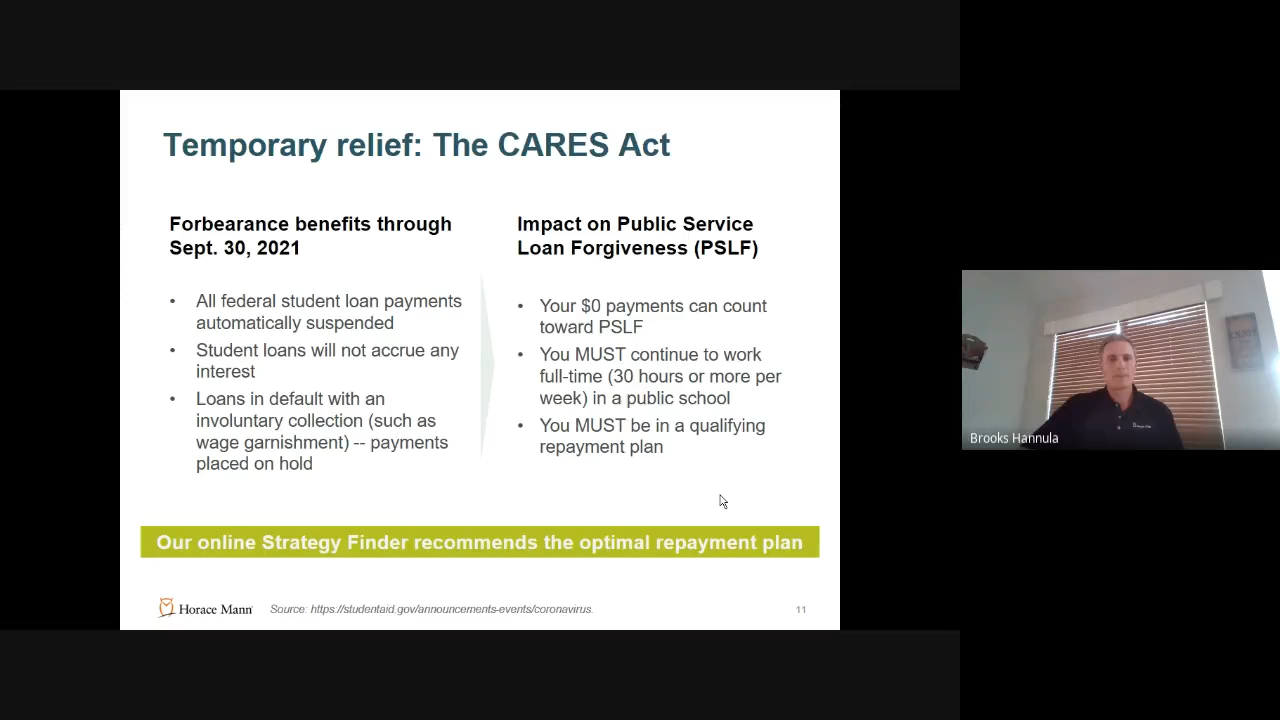 Temporary relief: The CARES Act
Forbearance benefits through
Sept. 30, 2021
• All federal student loan payments
automatically suspended
• Student loans will not accrue any
interest
• Loans in default with an
involuntary collection (such as
wage garnishment) -- payments
placed on hold
Impact on Public Service
Loan Forgiveness (PSLF)
• Your $0 payments can count
toward PSLF
• You MUST continue to work
full-time (30 hours or more per
week) in a public school
• You MUST be in a qualifying
repayment plan
Our online Strategy Finder recommends the optimal repayment plan
Horace Mann
Source: https://studentaid.gov/announcements-events/coronavirus.
11
Brooks Hannula